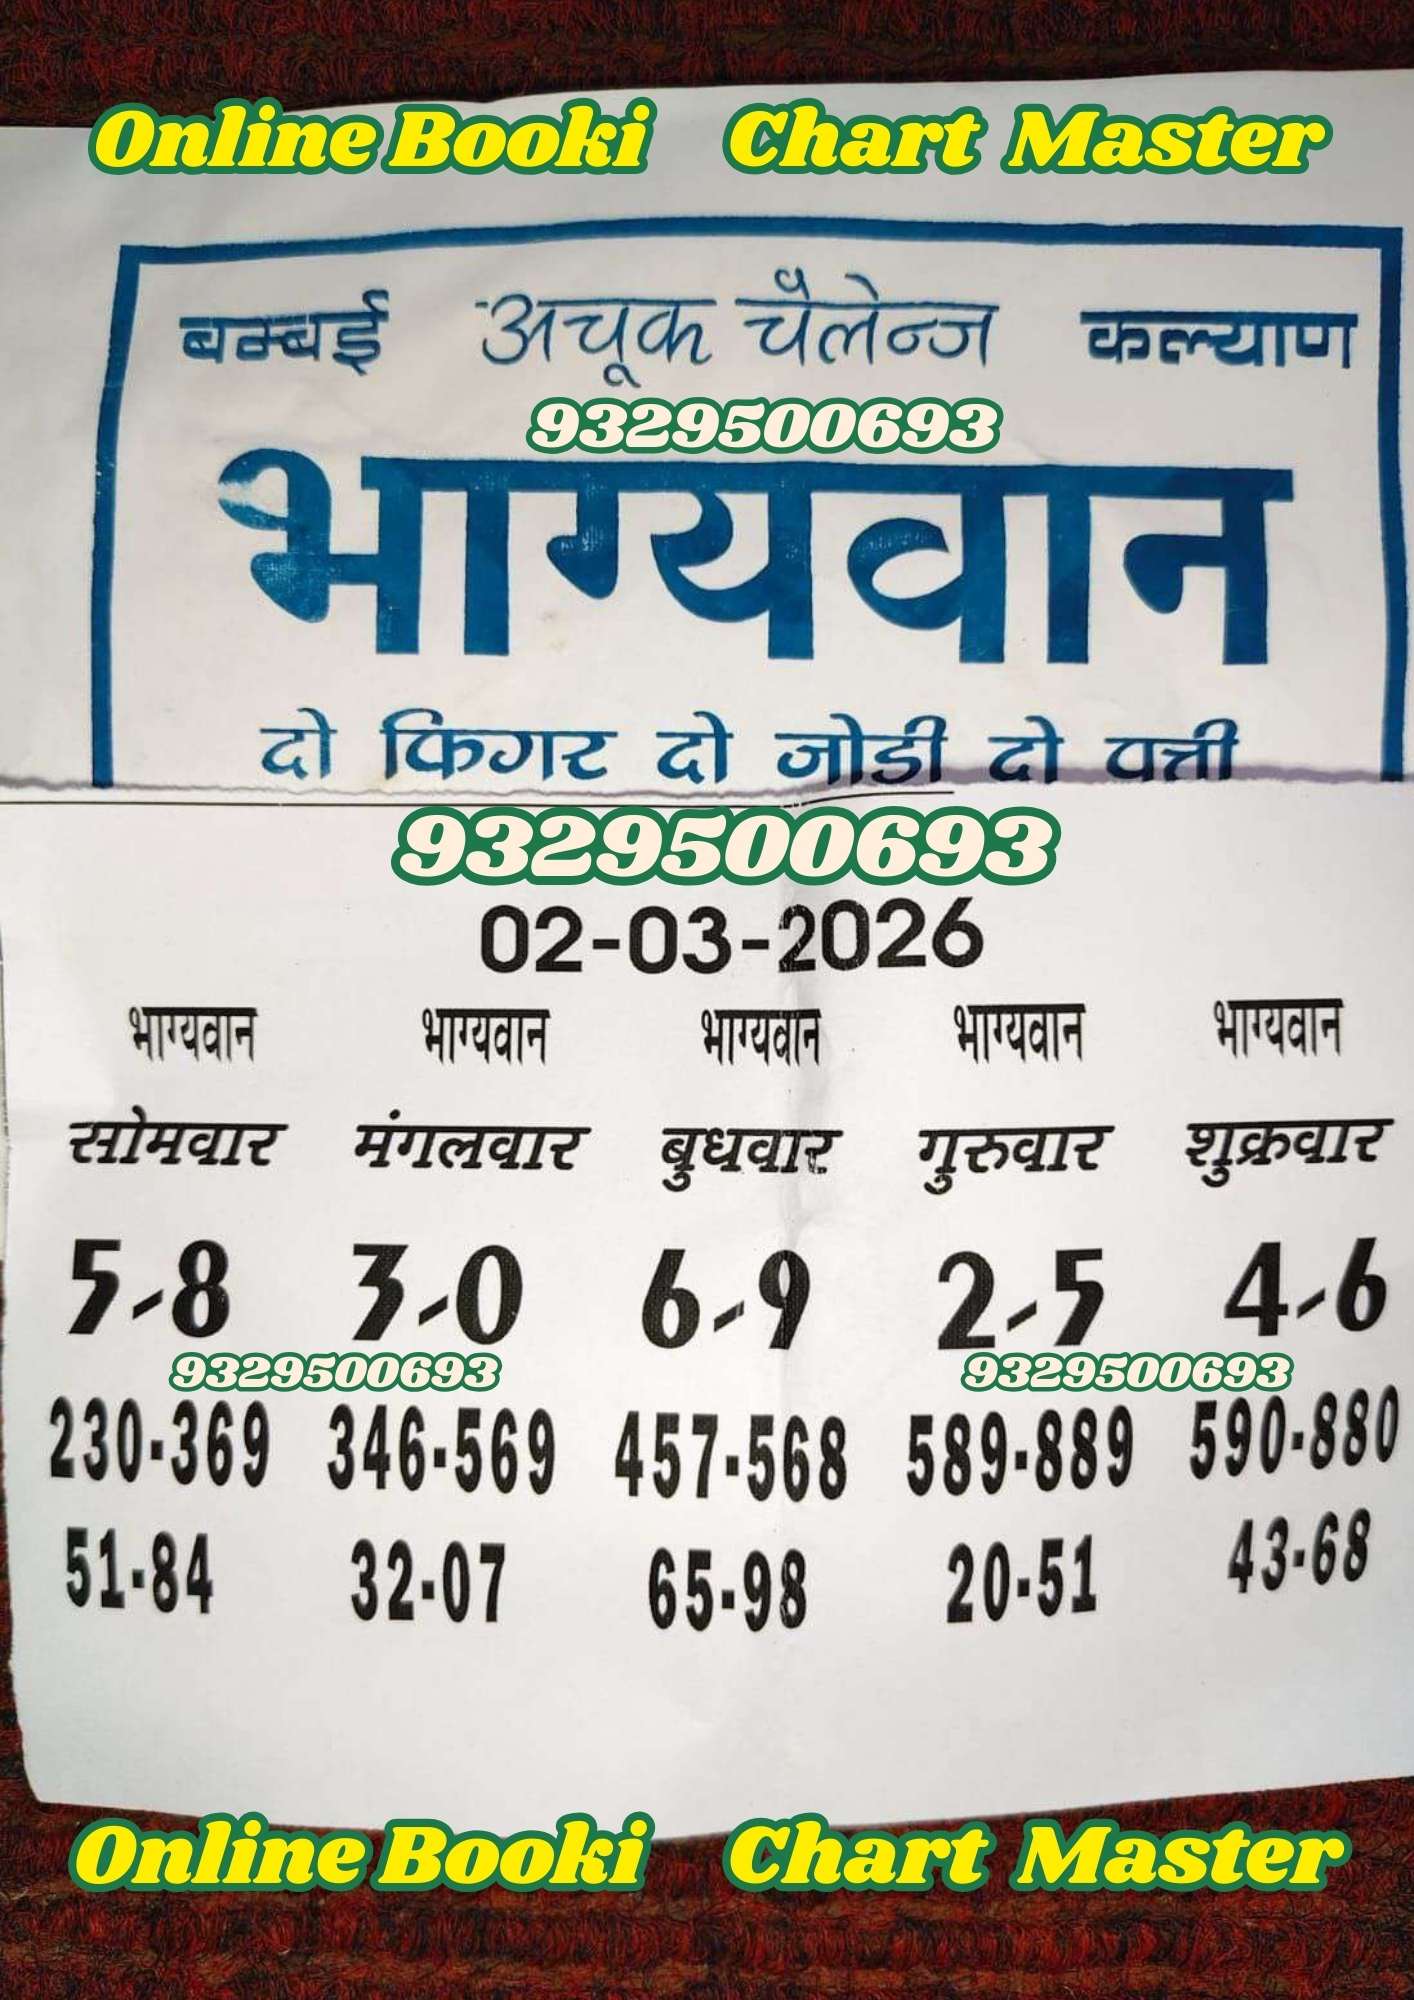 Online Booki Chart Master
बम्बई अचूक चैलेन्ज कल्याण
9329500693
भाग्यवान
दो फिगर दो जोडी दो पत्ती
9329500693
02-03-2026
भाग्यवान भाग्यवान भाग्यवान भाग्यवान भाग्यवान
सोमवार मंगलवार बुधवार गुरुवार शुक्रवार
5-8 3-0 6-9 2-5 4-6
9329500693 9329500693
230-369 346-569 457-568 589-889 590-880
51-84 32-07 65-98 20-51 43-68
Online Booki Chart Master